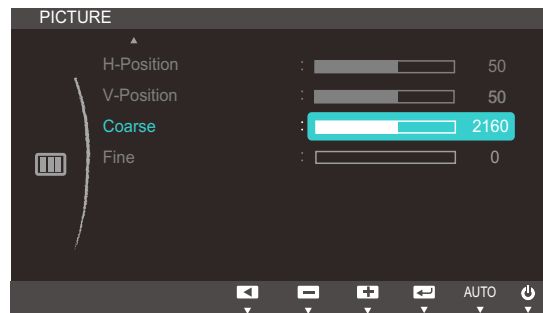 PICTURE
H-Position : 50
V-Position : 50
Coarse : 2160
Fine : 0
AUTO